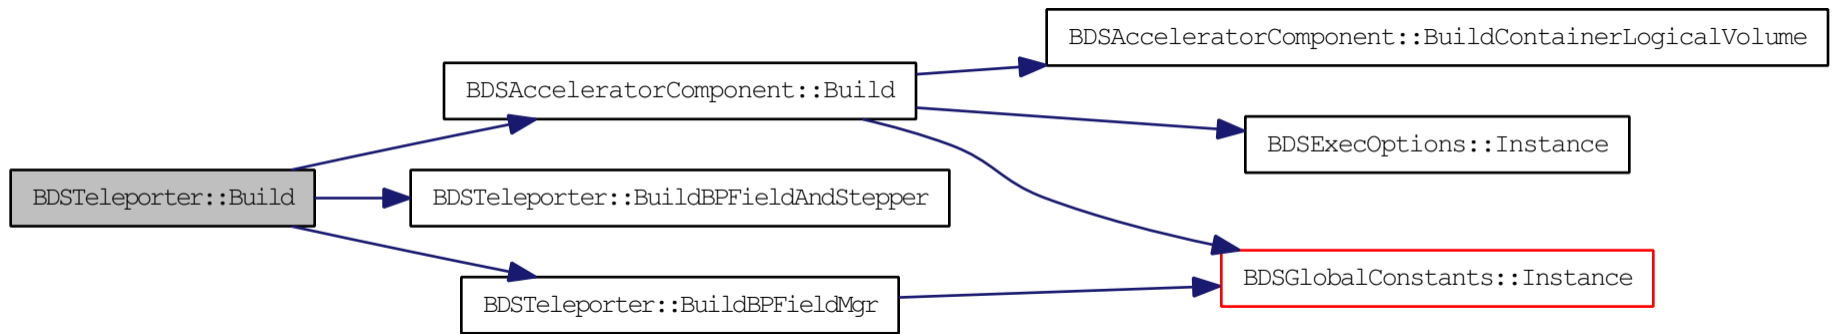 BDSAcceleratorComponent::BuildContainerLogicalVolume
BDSAcceleratorComponent::Build
BDSExecOptions::Instance
BDSTeleporter::Build
BDSTeleporter::BuildBPFieldAndStepper
BDSGlobalConstants::Instance
BDSTeleporter::BuildBPFieldMgr